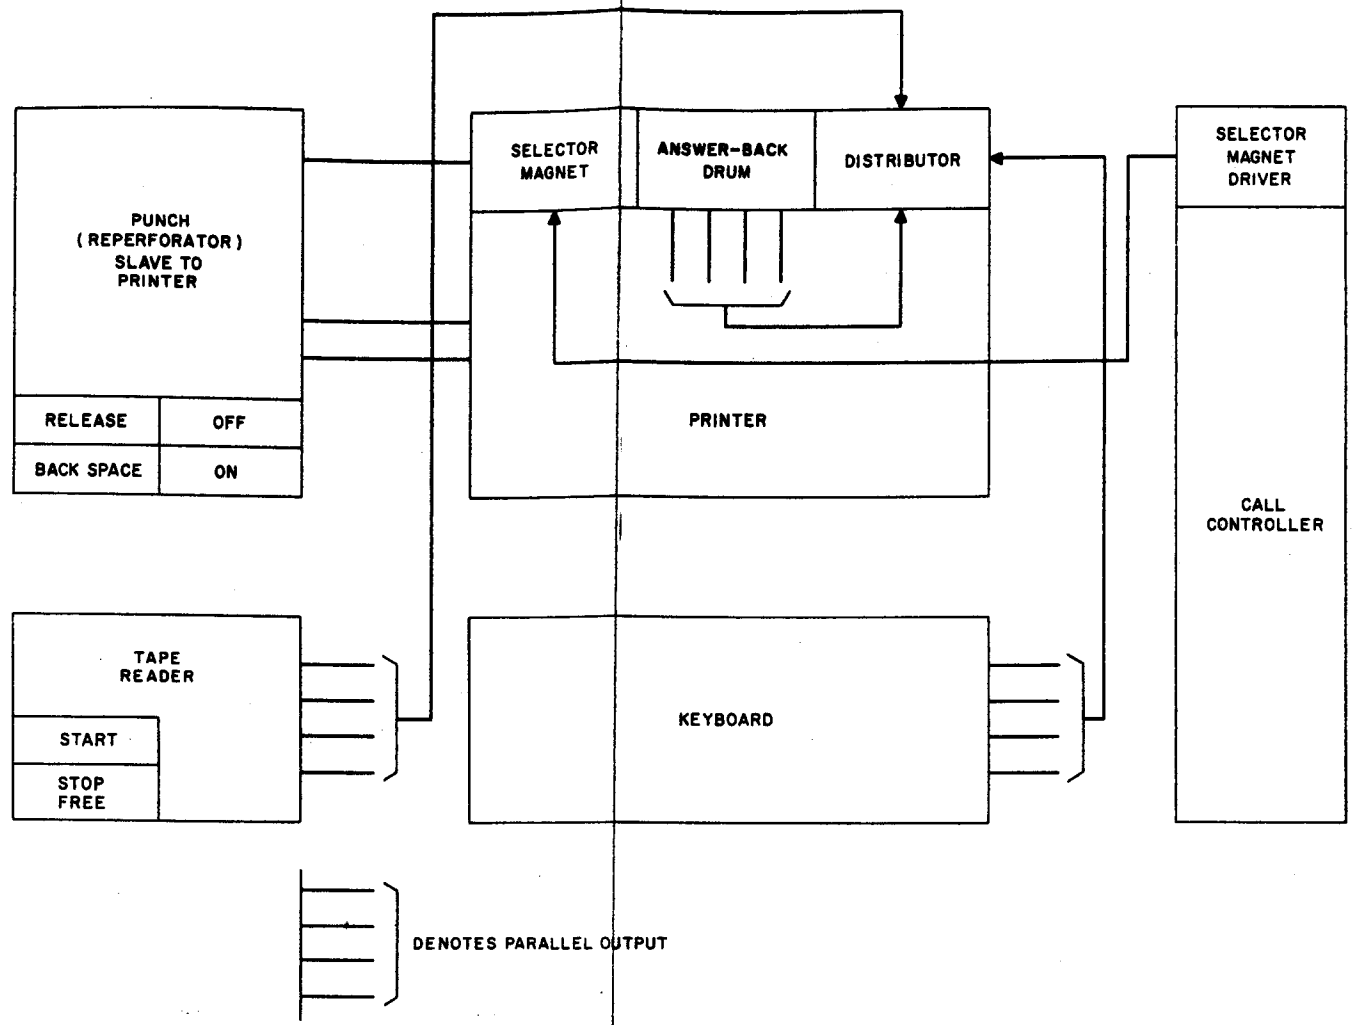 PUNCH
(REPERFORATOR)
SLAVE TO
PRINTER
RELEASE
OFF
BACK SPACE
ON
SELECTOR
MAGNET
ANSWER-BACK
DRUM
DISTRIBUTOR
PRINTER
SELECTOR
MAGNET
DRIVER
CALL
CONTROLLER
TAPE
READER
START
STOP
FREE
KEYBOARD
DENOTES PARALLEL OUTPUT